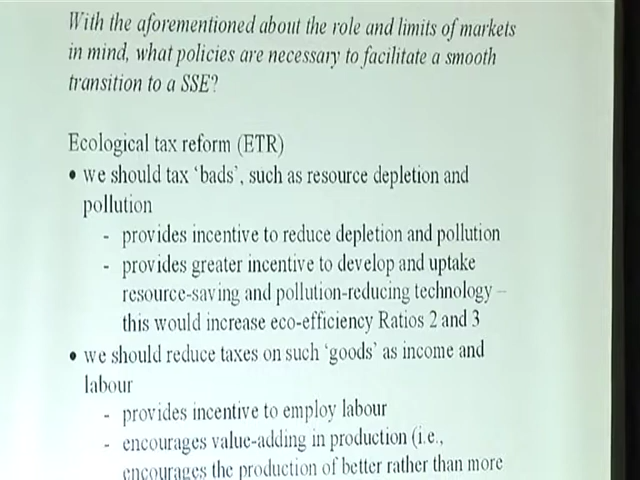 With the aforementioned about the role and limits of markets
in mind, what policies are necessary to facilitate a smooth
transition to a SSE?
Ecological tax reform (ETR)
• we should tax ‘bads’, such as resource depletion and
pollution
- provides incentive to reduce depletion and pollution
- provides greater incentive to develop and uptake
resource-saving and pollution-reducing technology –
this would increase eco-efficiency Ratios 2 and 3
• we should reduce taxes on such ‘goods’ as income and
labour
- provides incentive to employ labour
- encourages value-adding in production (i.e.,
encourages the production of better rather than more